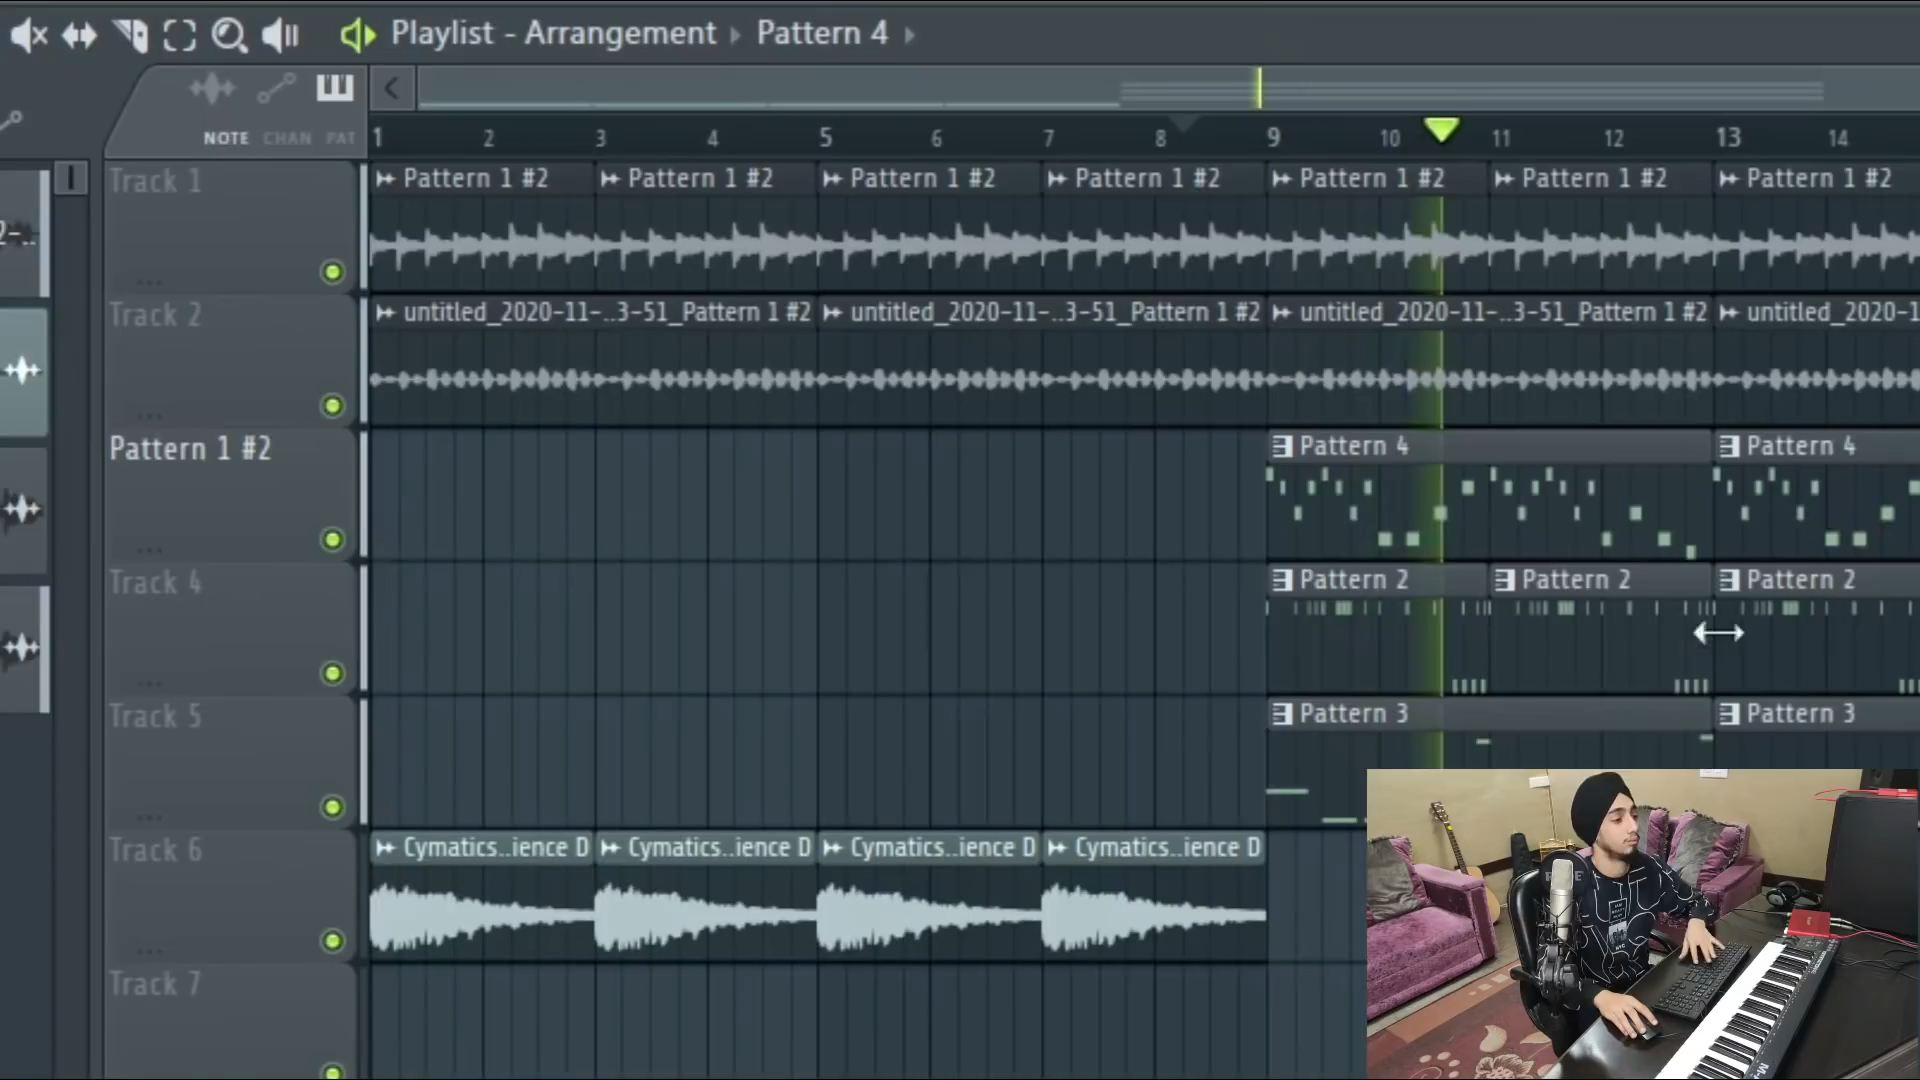 Playlist - Arrangement Pattern 4
NOTE CHAN PAT
1 2 3 4 5 6 7 8 9 10 11 12 13 14
Track 1 Pattern 1 #2 Pattern 1 #2 Pattern 1 #2 Pattern 1 #2 Pattern 1 #2 Pattern 1 #2 Pattern 1 #2
2-..
Track 2 untitled_2020-11-..3-51_Pattern 1 #2 untitled_2020-11-..3-51_Pattern 1 #2 untitled_2020-11-..3-51_Pattern 1 #2 untitled_2020-1
Pattern 1 #2 Pattern 4 Pattern 4
Track 4 Pattern 2 Pattern 2 Pattern 2
Track 5 Pattern 3 Pattern 3
Track 6 Cymatics..ience D Cymatics..ience D Cymatics..ience D Cymatics..ience D
Track 7